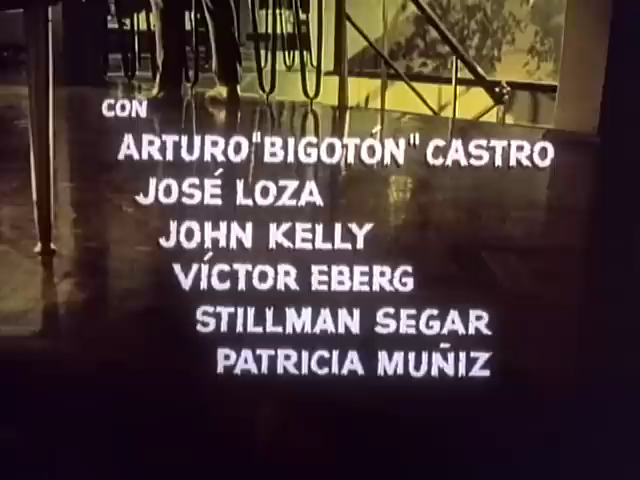 CON
ARTURO "BIGOTÓN" CASTRO
JOSÉ LOZA
JOHN KELLY
VÍCTOR EBERG
STILLMAN SEGAR
PATRICIA MUÑIZ